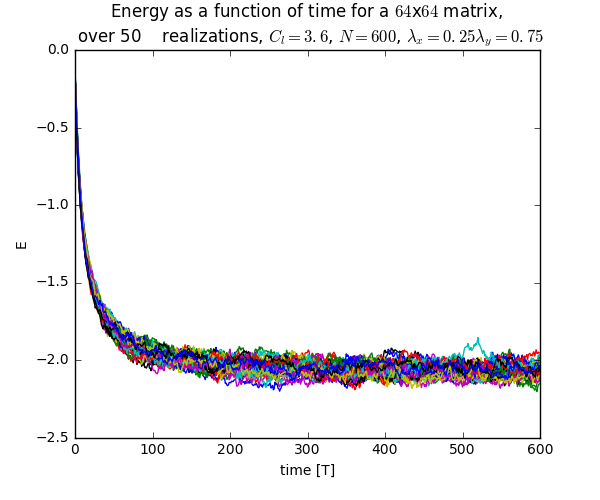 Energy as a function of time for a 64x64 matrix,
over 50 realizations, C_l = 3.6, N = 600, λ_x = 0.25λ_y = 0.75
0.0
−0.5
−1.0
−1.5
−2.0
−2.5
E
0 100 200 300 400 500 600
time [T]